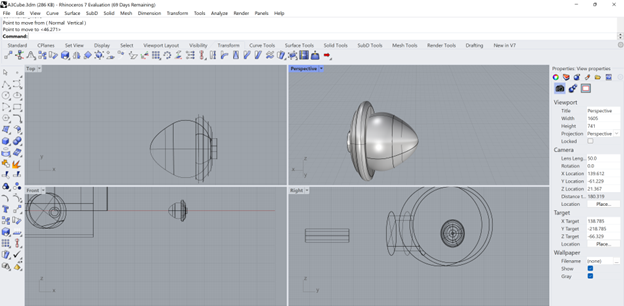 A3Cube.3dm (286 KB) - Rhinoceros 7 Evaluation (69 Days Remaining)
File Edit View Curve Surface SubD Solid Mesh Dimension Transform Tools Analyze Render Panels Help
Point to move from ( Normal Vertical )
Point to move to <46.271>
Command:
Standard CPlanes Set View Display Select Viewport Layout Visibility Transform Curve Tools Surface Tools Solid Tools SubD Tools Mesh Tools Render Tools Drafting New in V7
Top
Perspective
Front
Right
Properties: View properties
Viewport
Title Perspective
Width 1605
Height 741
Projection Perspective
Locked
Camera
Lens Leng... 50.0
Rotation 0.0
X Location 139.612
Y Location -61.229
Z Location 21.367
Distance t... 180.319
Location Place...
Target
X Target 138.785
Y Target -218.785
Z Target -66.329
Location Place...
Wallpaper
Filename (none) ...
Show
Gray
y
x
z
x
z
y